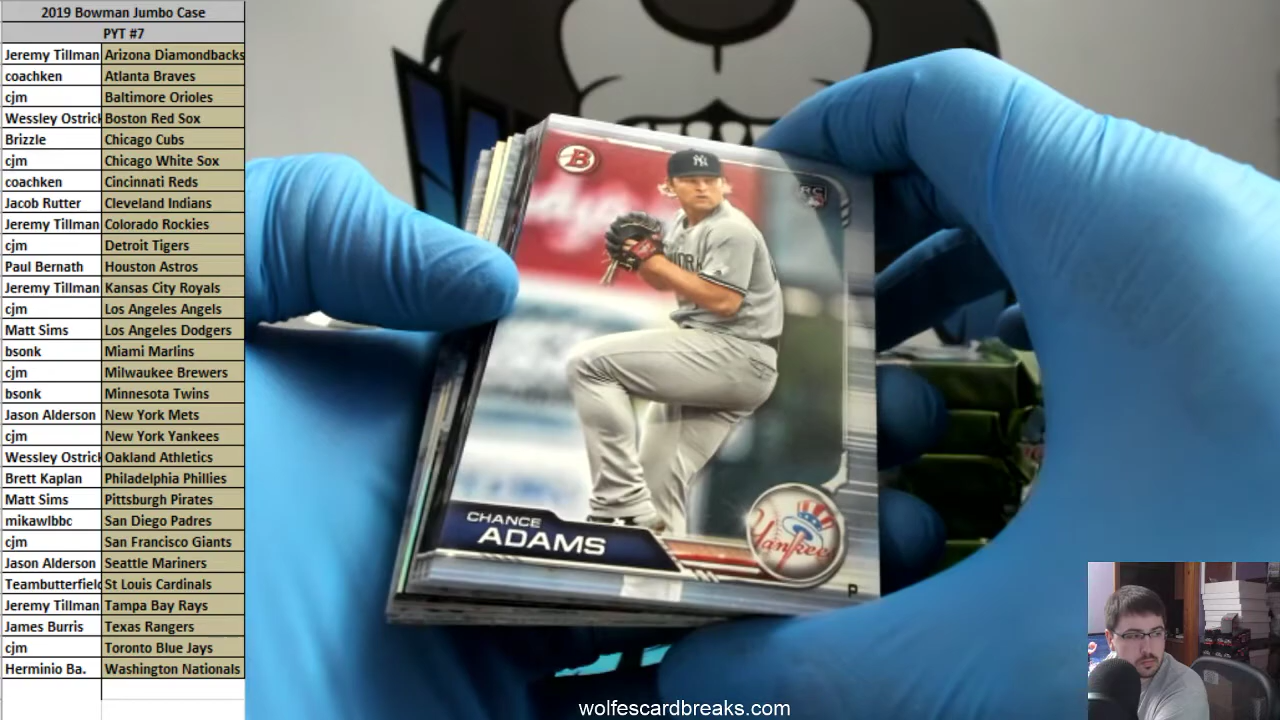 2019 Bowman Jumbo Case
PYT #7
Jeremy Tillman Arizona Diamondbacks
coachken Atlanta Braves
cjm Baltimore Orioles
Wessley Ostrick Boston Red Sox
Brizzle Chicago Cubs
cjm Chicago White Sox
coachken Cincinnati Reds
Jacob Rutter Cleveland Indians
Jeremy Tillman Colorado Rockies
cjm Detroit Tigers
Paul Bernath Houston Astros
Jeremy Tillman Kansas City Royals
cjm Los Angeles Angels
Matt Sims Los Angeles Dodgers
bsonk Miami Marlins
cjm Milwaukee Brewers
bsonk Minnesota Twins
Jason Alderson New York Mets
cjm New York Yankees
Wessley Ostrick Oakland Athletics
Brett Kaplan Philadelphia Phillies
Matt Sims Pittsburgh Pirates
mikawlbbc San Diego Padres
cjm San Francisco Giants
Jason Alderson Seattle Mariners
Teambutterfield St Louis Cardinals
Jeremy Tillman Tampa Bay Rays
James Burris Texas Rangers
cjm Toronto Blue Jays
Herminio Ba. Washington Nationals
B
RC
NY
CHANCE
ADAMS
Yankees
P
wolfescardbreaks.com